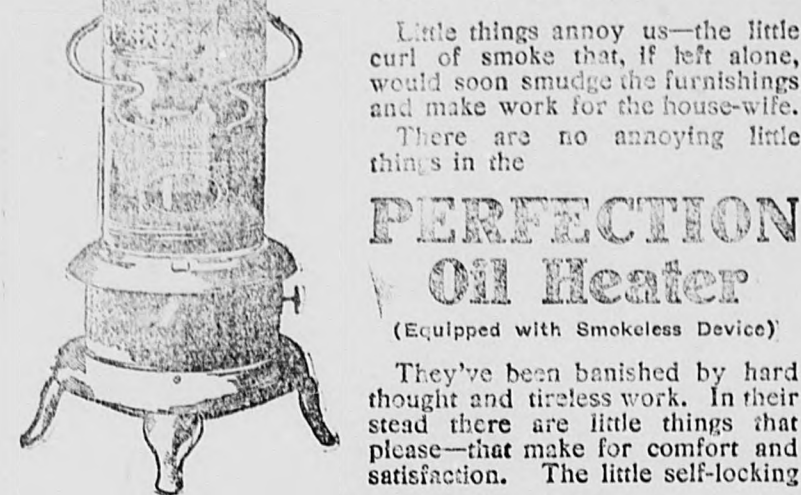 Little things annoy us—the little
curl of smoke that, if left alone,
would soon smudge the furnishings
and make work for the house-wife.
There are no annoying little
things in the
PERFECTION
Oil Heater
(Equipped with Smokeless Device)
They've been banished by hard
thought and tireless work. In their
stead there are little things that
please—that make for comfort and
satisfaction. The little self-locking